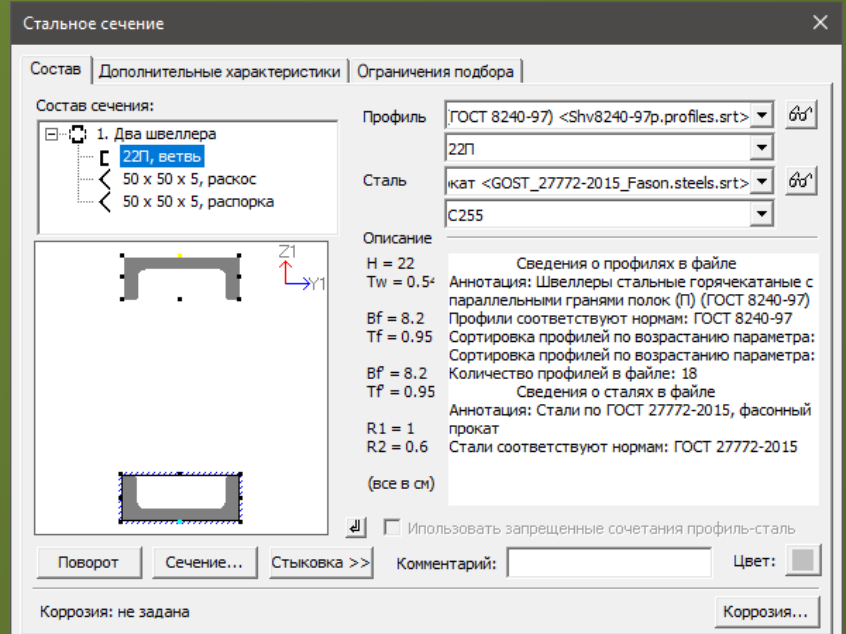 Стальное сечение
Состав
Дополнительные характеристики
Ограничения подбора
Состав сечения:
1. Два швеллера
22П, ветвь
50 x 50 x 5, раскос
50 x 50 x 5, распорка
Z1
Y1
Профиль
ГОСТ 8240-97) <Shv8240-97p.profiles.srt>
22П
Сталь
кат <GOST_27772-2015_Fason.steels.srt>
С255
Описание
H = 22
Tw = 0.54
Bf = 8.2
Tf = 0.95
Bf' = 8.2
Tf' = 0.95
R1 = 1
R2 = 0.6
(все в см)
Сведения о профилях в файле
Аннотация: Швеллеры стальные горячекатаные с
параллельными гранями полок (П) (ГОСТ 8240-97)
Профили соответствуют нормам: ГОСТ 8240-97
Сортировка профилей по возрастанию параметра:
Сортировка профилей по возрастанию параметра:
Количество профилей в файле: 18
Сведения о сталях в файле
Аннотация: Стали по ГОСТ 27772-2015, фасонный
прокат
Стали соответствуют нормам: ГОСТ 27772-2015
Ипользовать запрещенные сочетания профиль-сталь
Поворот
Сечение...
Стыковка >>
Комментарий:
Цвет:
Коррозия: не задана
Коррозия...